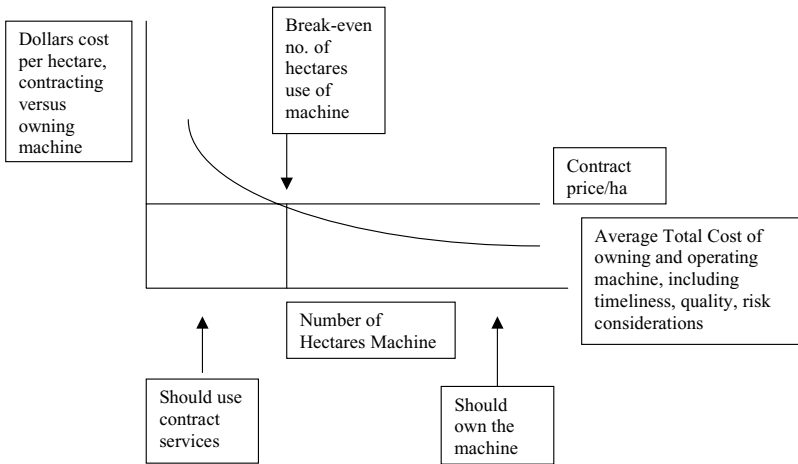 Dollars cost
per hectare,
contracting
versus
owning
machine
Break-even
no. of
hectares
use of
machine
Contract
price/ha
Average Total Cost of
owning and operating
machine, including
timeliness, quality, risk
considerations
Number of
Hectares Machine
Should use
contract
services
Should
own the
machine